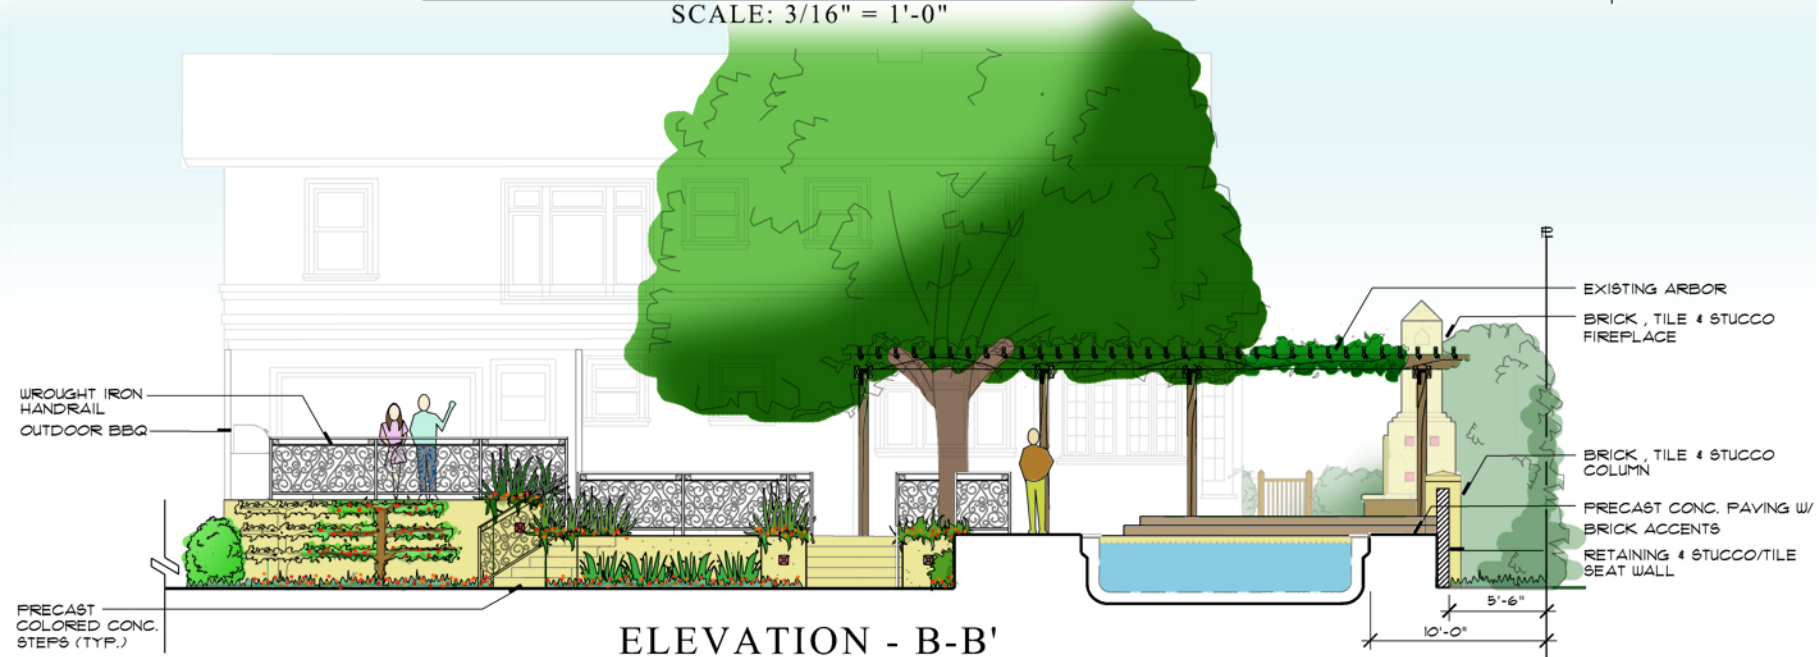 SCALE: 3/16" = 1'-0"
EXISTING ARBOR
BRICK , TILE & STUCCO
FIREPLACE
WROUGHT IRON
HANDRAIL
OUTDOOR BBQ
BRICK , TILE & STUCCO
COLUMN
PRECAST CONC. PAVING W/
BRICK ACCENTS
RETAINING & STUCCO/TILE
SEAT WALL
5'-6"
10'-0"
PRECAST
COLORED CONC.
STEPS (TYP.)
ELEVATION - B-B'